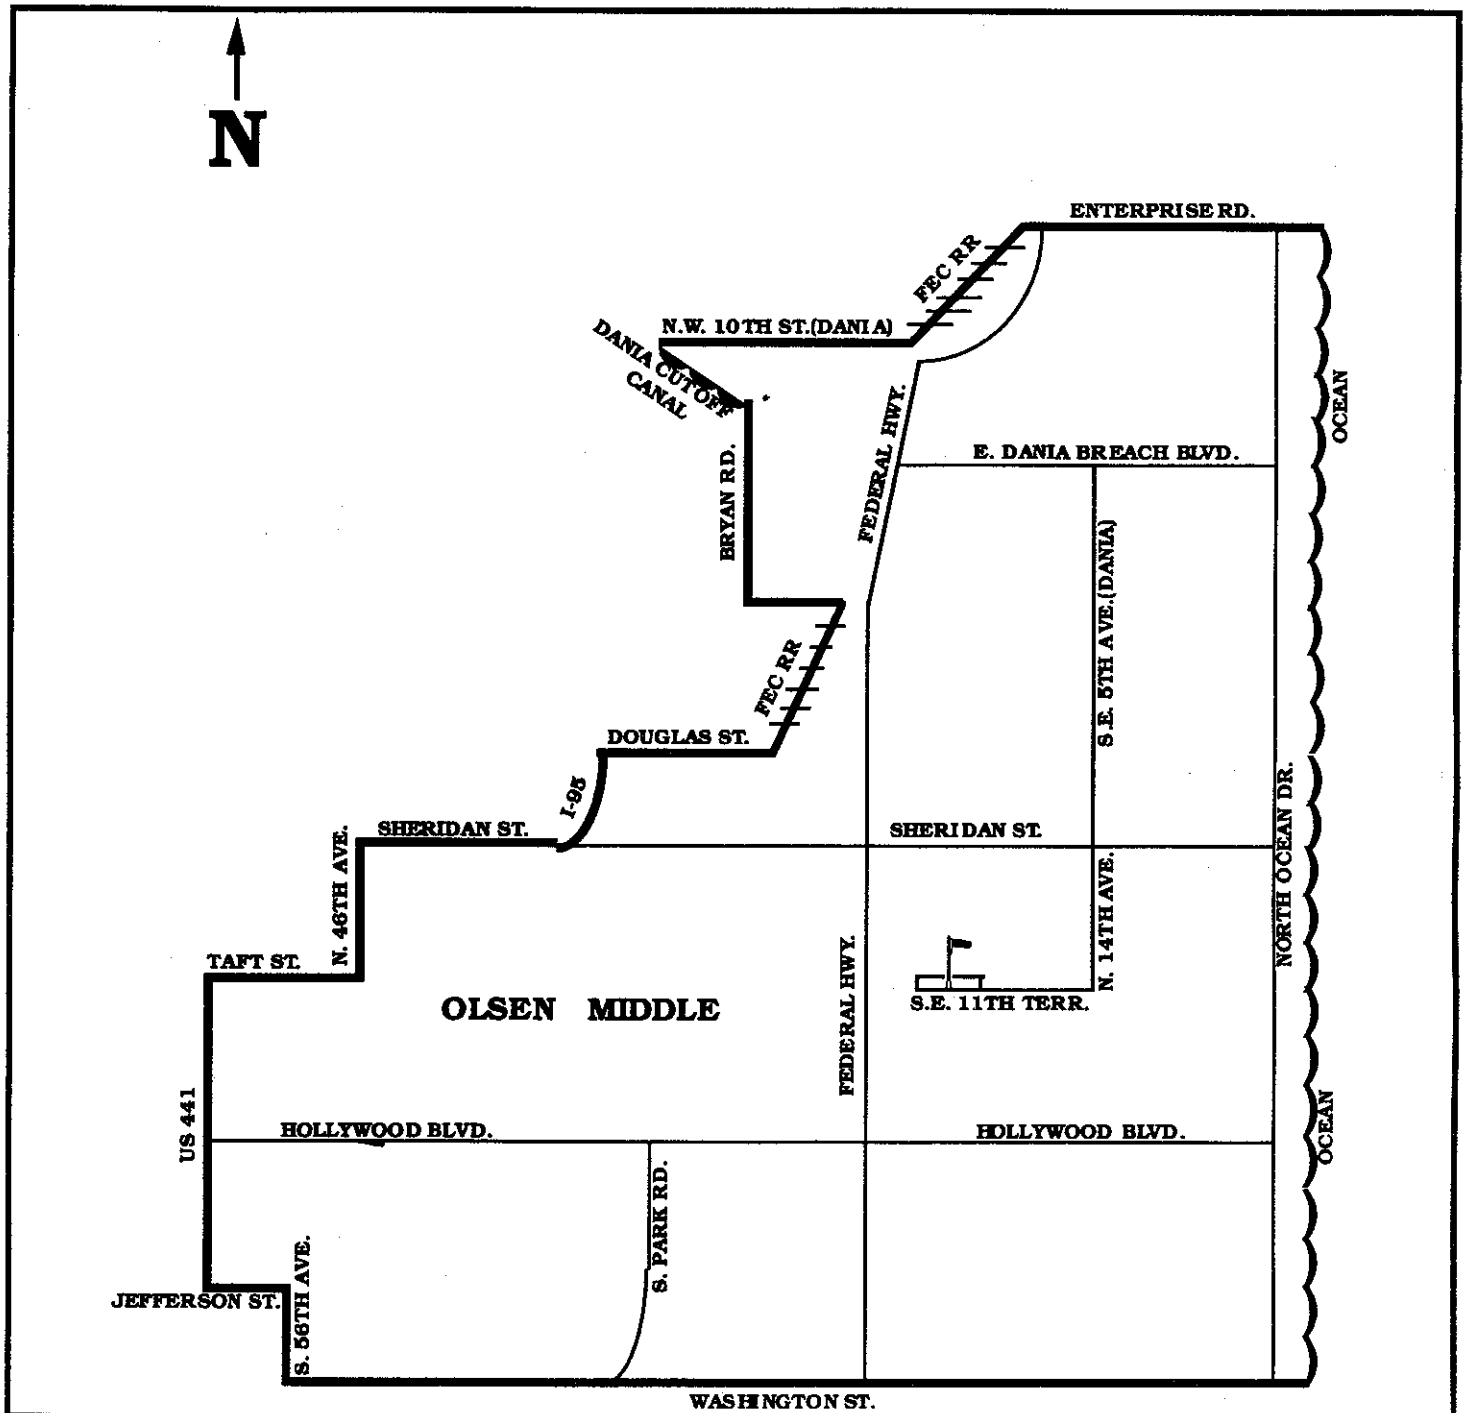 N
ENTERPRISE RD.
FEC RR
N.W. 10TH ST.(DANIA)
DANIA CUTOFF
CANAL
OCEAN
FEDERAL HWY.
E. DANIA BREACH BLVD.
BRYAN RD.
S.E. 5TH AVE.(DANIA)
FEC RR
DOUGLAS ST.
I-95
NORTH OCEAN DR.
SHERIDAN ST.
SHERIDAN ST.
N. 46TH AVE.
N. 14TH AVE.
TAFT ST.
OLSEN MIDDLE
FEDERAL HWY.
S.E. 11TH TERR.
US 441
HOLLYWOOD BLVD.
HOLLYWOOD BLVD.
OCEAN
S. PARK RD.
JEFFERSON ST.
S. 56TH AVE.
WASHINGTON ST.